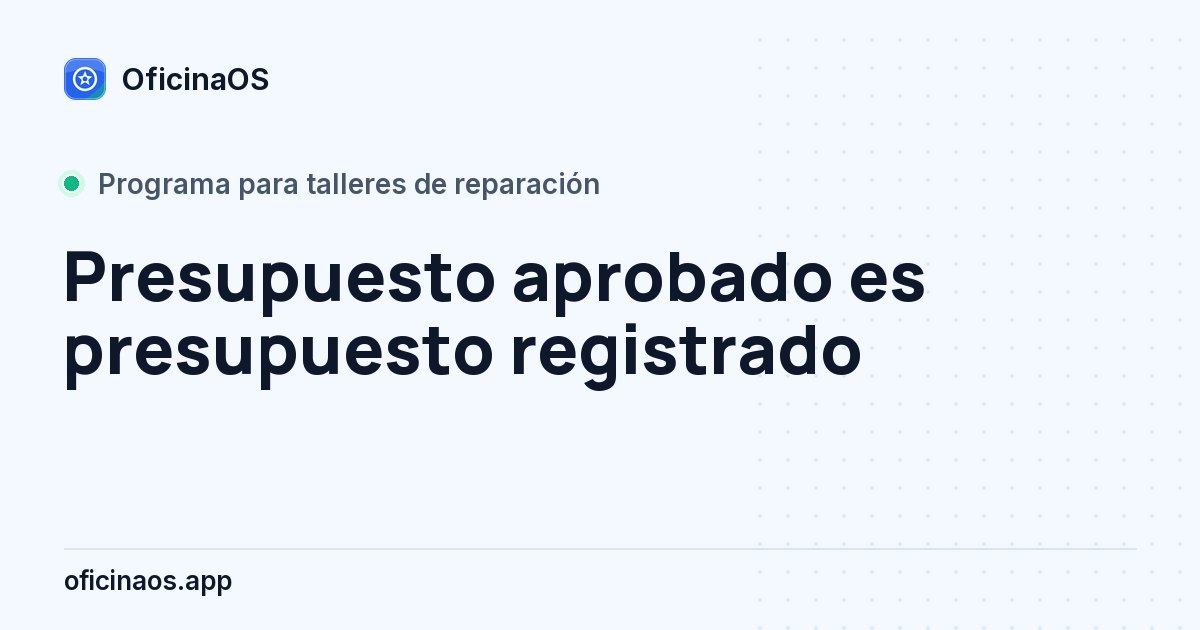 OficinaOS
Programa para talleres de reparación
Presupuesto aprobado es
presupuesto registrado
oficinaos.app